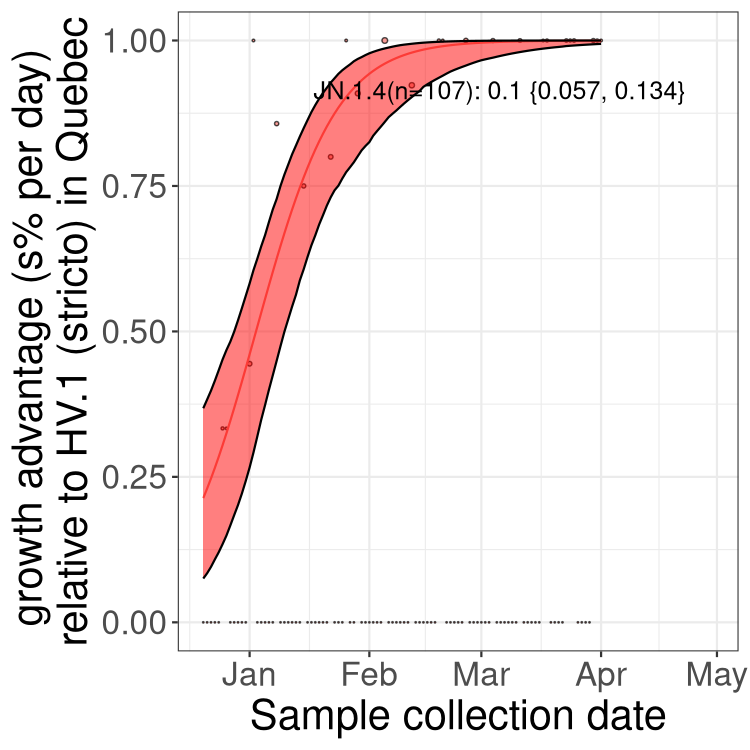 growth advantage (s% per day)
relative to HV.1 (stricto) in Quebec
1.00
0.75
0.50
0.25
0.00
JN.1.4(n=107): 0.1 {0.057, 0.134}
Jan Feb Mar Apr May
Sample collection date